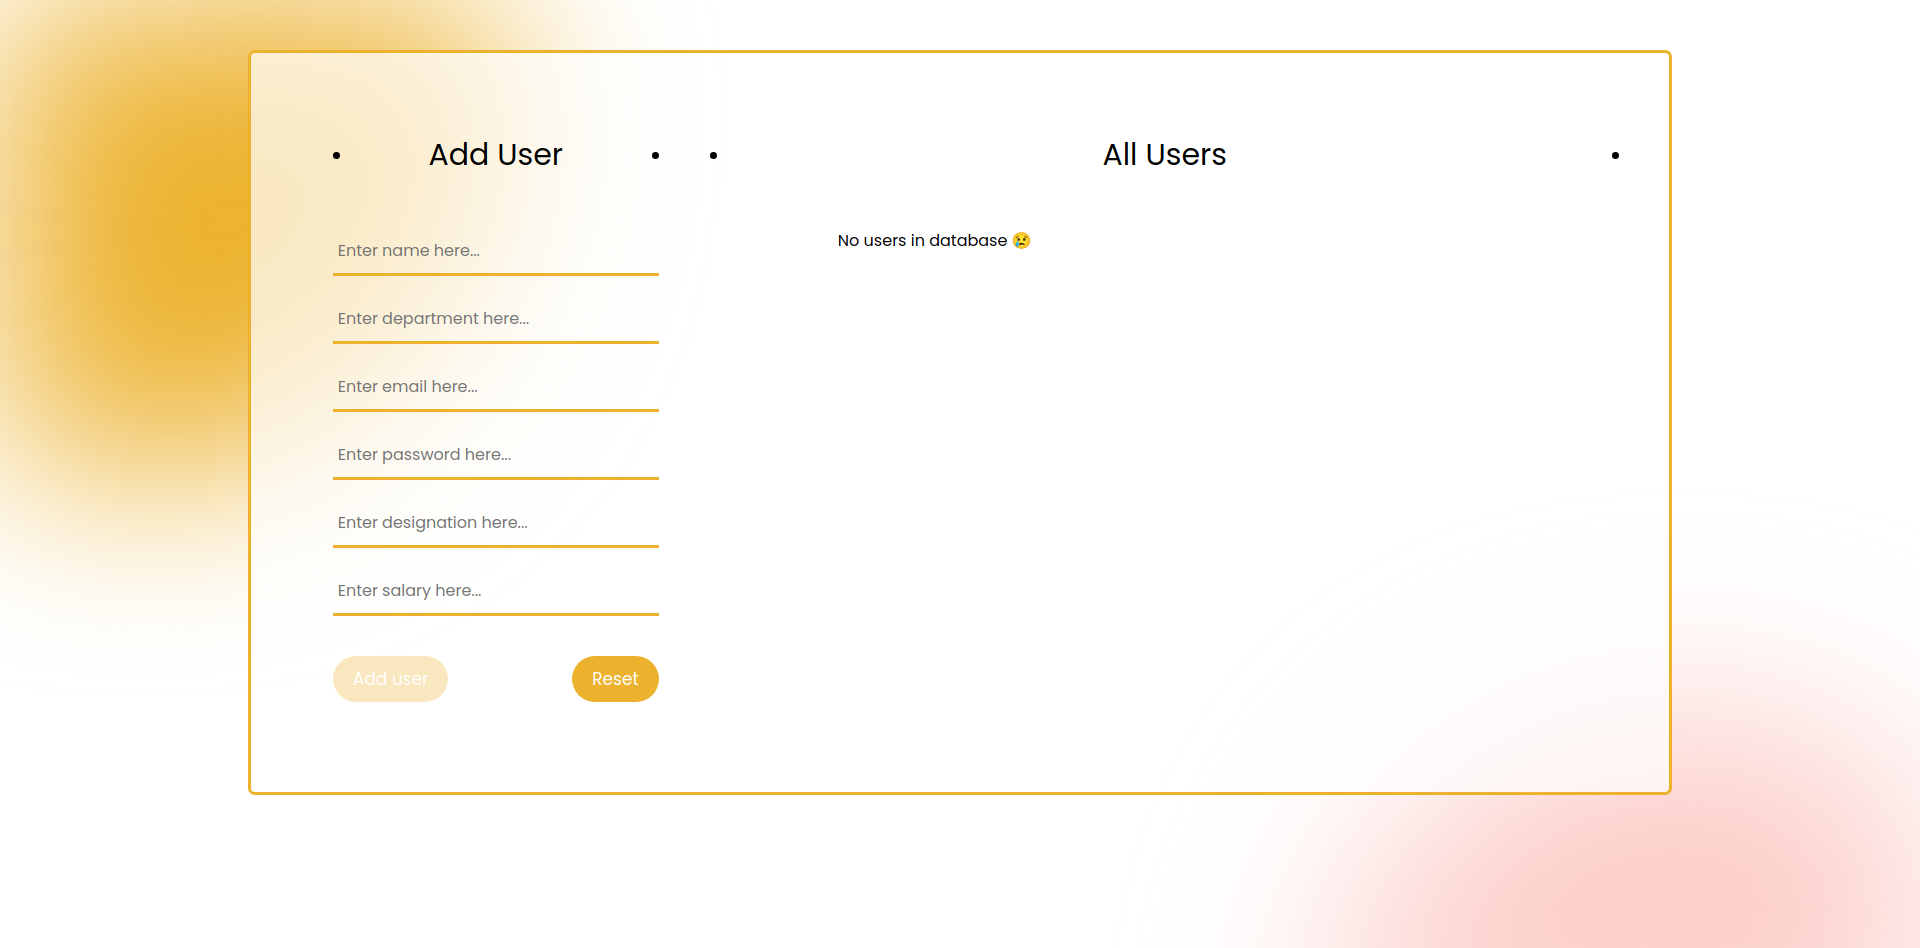 Add User
All Users
Enter name here...
No users in database 😢
Enter department here...
Enter email here...
Enter password here...
Enter designation here...
Enter salary here...
Add user
Reset